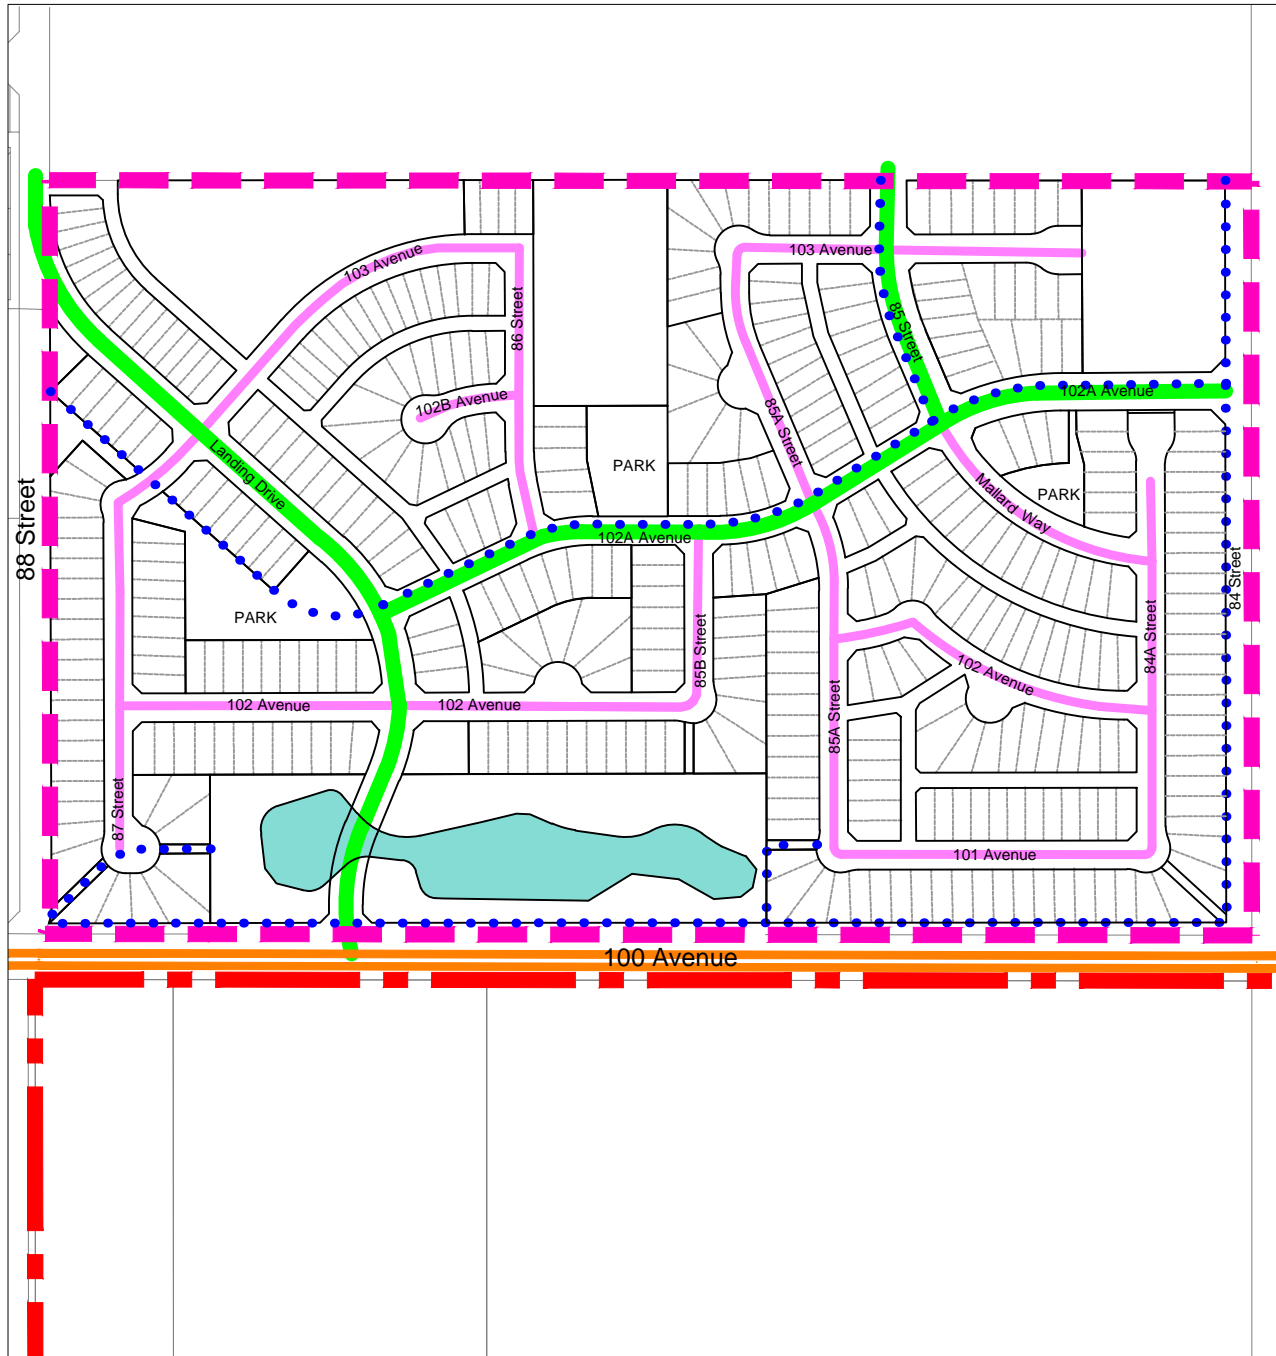 103 Avenue
103 Avenue
86 Street
85 Street
102B Avenue
102A Avenue
85A Street
Landing Drive
PARK
Mallard Way
PARK
88 Street
102A Avenue
84 Street
PARK
85B Street
84A Street
102 Avenue
102 Avenue
102 Avenue
85A Street
87 Street
101 Avenue
100 Avenue